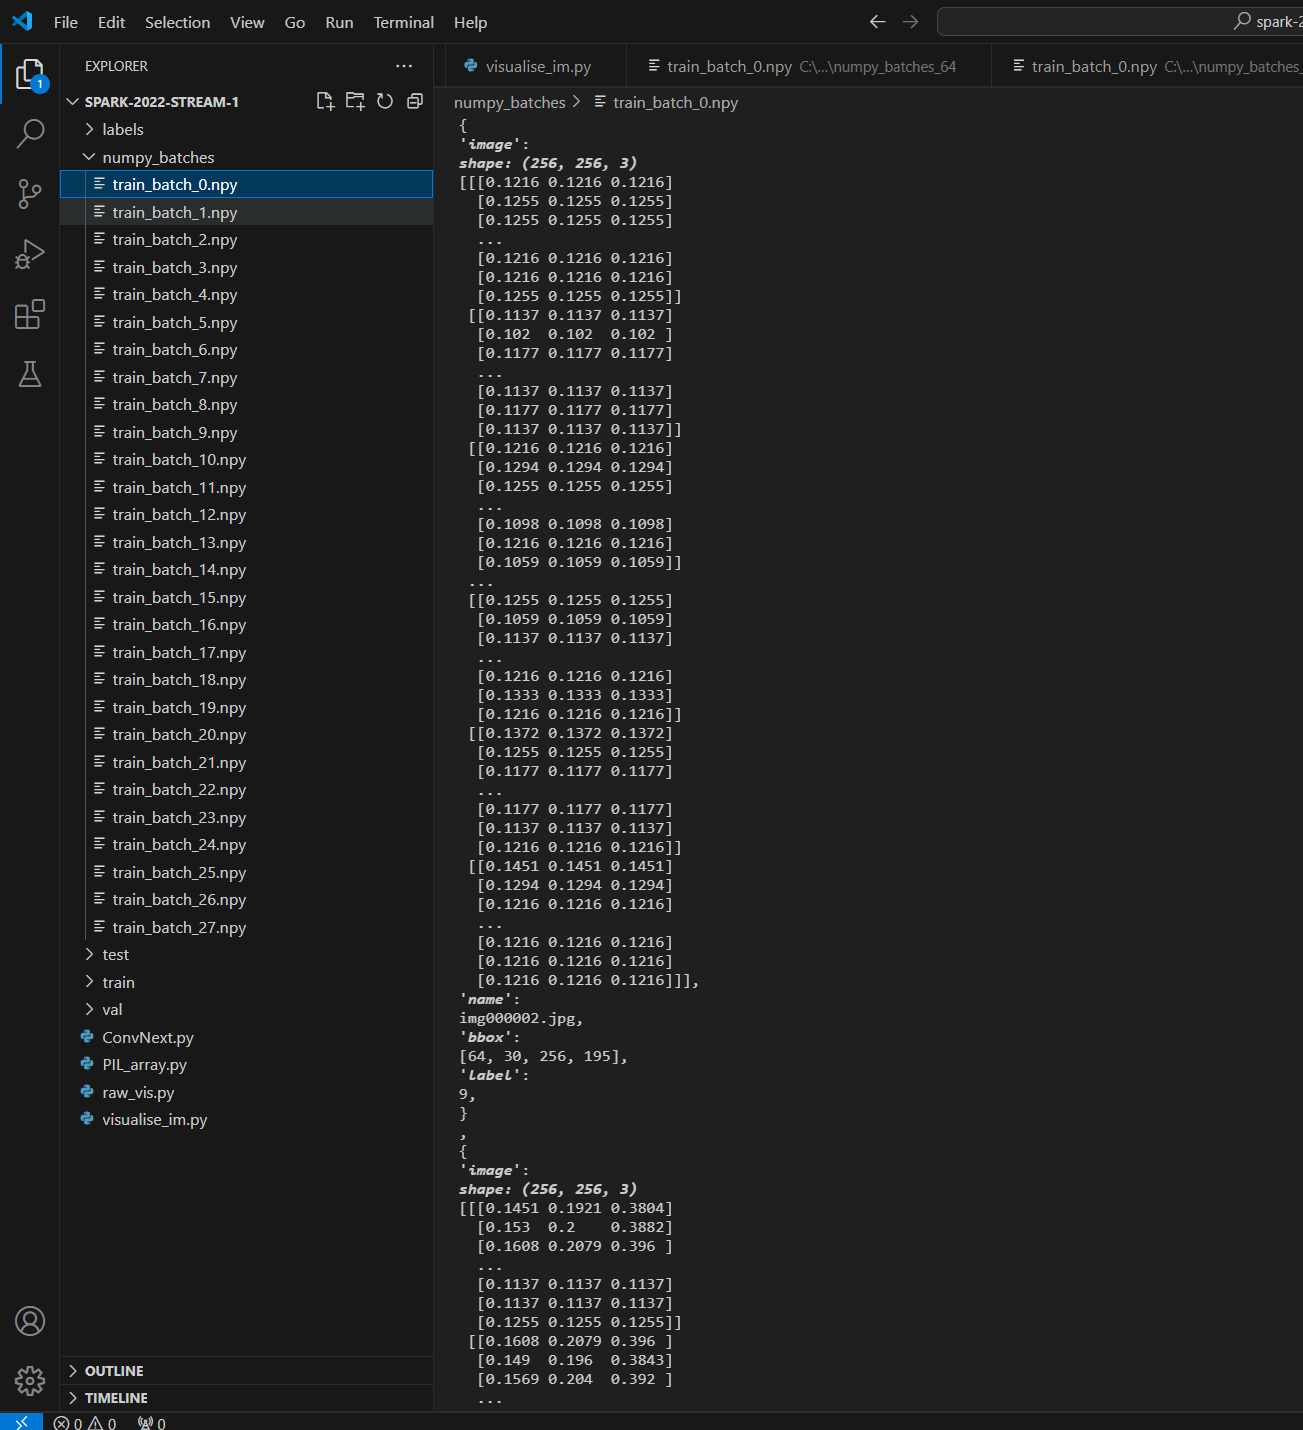 File Edit Selection View Go Run Terminal Help
spark-2
1
EXPLORER
SPARK-2022-STREAM-1
labels
numpy_batches
train_batch_0.npy
train_batch_1.npy
train_batch_2.npy
train_batch_3.npy
train_batch_4.npy
train_batch_5.npy
train_batch_6.npy
train_batch_7.npy
train_batch_8.npy
train_batch_9.npy
train_batch_10.npy
train_batch_11.npy
train_batch_12.npy
train_batch_13.npy
train_batch_14.npy
train_batch_15.npy
train_batch_16.npy
train_batch_17.npy
train_batch_18.npy
train_batch_19.npy
train_batch_20.npy
train_batch_21.npy
train_batch_22.npy
train_batch_23.npy
train_batch_24.npy
train_batch_25.npy
train_batch_26.npy
train_batch_27.npy
test
train
val
ConvNext.py
PIL_array.py
raw_vis.py
visualise_im.py
OUTLINE
TIMELINE
visualise_im.py train_batch_0.npy C:\...\numpy_batches_64 train_batch_0.npy C:\...\numpy_batches_
numpy_batches > train_batch_0.npy
{
'image':
shape: (256, 256, 3)
[[[0.1216 0.1216 0.1216]
[0.1255 0.1255 0.1255]
[0.1255 0.1255 0.1255]
...
[0.1216 0.1216 0.1216]
[0.1216 0.1216 0.1216]
[0.1255 0.1255 0.1255]]
[[0.1137 0.1137 0.1137]
[0.102 0.102 0.102 ]
[0.1177 0.1177 0.1177]
...
[0.1137 0.1137 0.1137]
[0.1177 0.1177 0.1177]
[0.1137 0.1137 0.1137]]
[[0.1216 0.1216 0.1216]
[0.1294 0.1294 0.1294]
[0.1255 0.1255 0.1255]
...
[0.1098 0.1098 0.1098]
[0.1216 0.1216 0.1216]
[0.1059 0.1059 0.1059]]
...
[[0.1255 0.1255 0.1255]
[0.1059 0.1059 0.1059]
[0.1137 0.1137 0.1137]
...
[0.1216 0.1216 0.1216]
[0.1333 0.1333 0.1333]
[0.1216 0.1216 0.1216]]
[[0.1372 0.1372 0.1372]
[0.1255 0.1255 0.1255]
[0.1177 0.1177 0.1177]
...
[0.1177 0.1177 0.1177]
[0.1137 0.1137 0.1137]
[0.1216 0.1216 0.1216]]
[[0.1451 0.1451 0.1451]
[0.1294 0.1294 0.1294]
[0.1216 0.1216 0.1216]
...
[0.1216 0.1216 0.1216]
[0.1216 0.1216 0.1216]
[0.1216 0.1216 0.1216]]],
'name':
img000002.jpg,
'bbox':
[64, 30, 256, 195],
'label':
9,
}
,
{
'image':
shape: (256, 256, 3)
[[[0.1451 0.1921 0.3804]
[0.153 0.2 0.3882]
[0.1608 0.2079 0.396 ]
...
[0.1137 0.1137 0.1137]
[0.1137 0.1137 0.1137]
[0.1255 0.1255 0.1255]]
[[0.1608 0.2079 0.396 ]
[0.149 0.196 0.3843]
[0.1569 0.204 0.392 ]
...
0 0 0